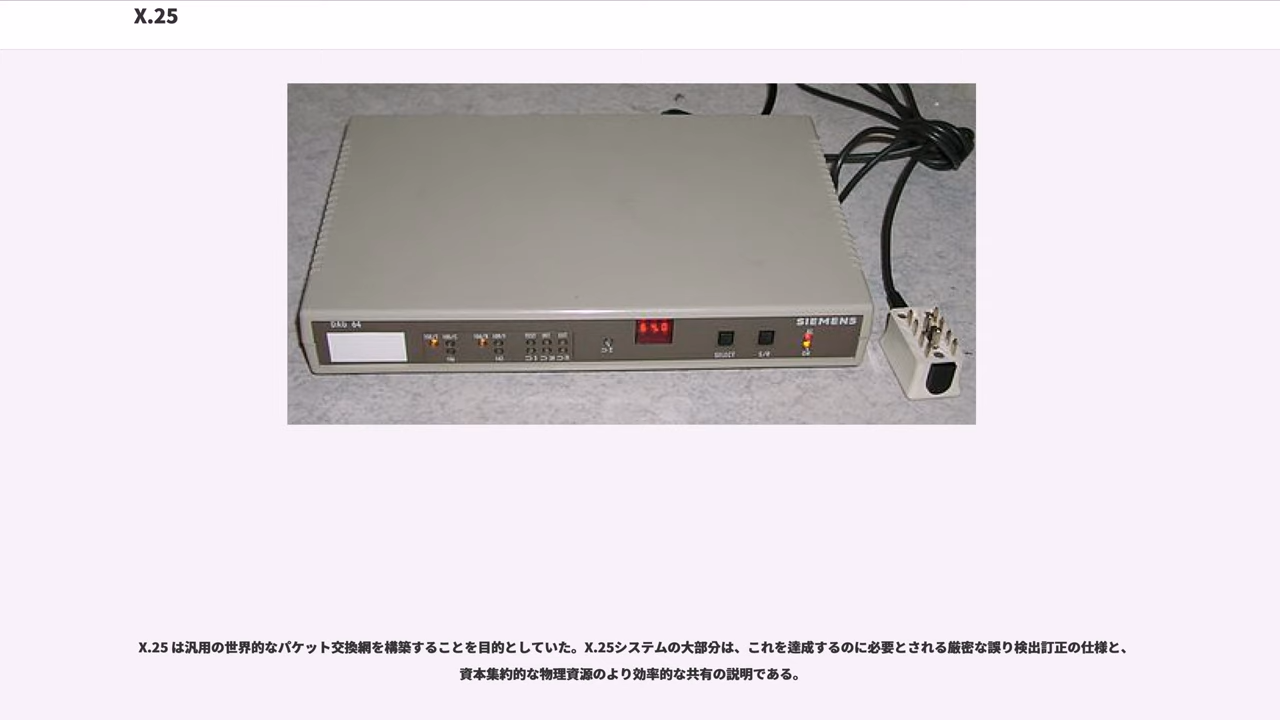 X.25
DAG 64
SIEMENS
X.25 は汎用の世界的なパケット交換網を構築することを目的としていた。X.25システムの大部分は、これを達成するのに必要とされる厳密な誤り検出訂正の仕様と、
資本集約的な物理資源のより効率的な共有の説明である。